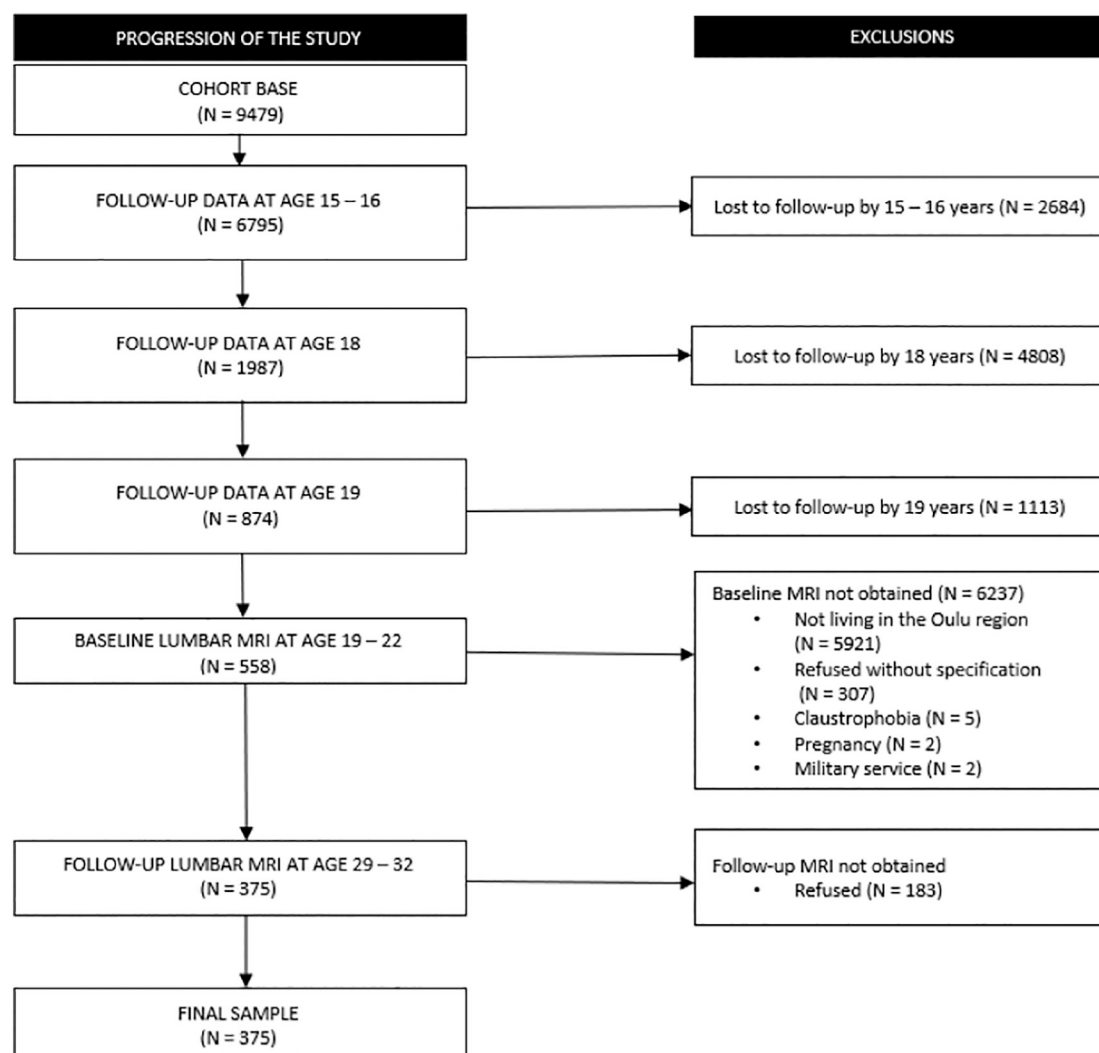 PROGRESSION OF THE STUDY
EXCLUSIONS
COHORT BASE
(N = 9479)
FOLLOW-UP DATA AT AGE 15 – 16
(N = 6795)
Lost to follow-up by 15 – 16 years (N = 2684)
FOLLOW-UP DATA AT AGE 18
(N = 1987)
Lost to follow-up by 18 years (N = 4808)
FOLLOW-UP DATA AT AGE 19
(N = 874)
Lost to follow-up by 19 years (N = 1113)
BASELINE LUMBAR MRI AT AGE 19 – 22
(N = 558)
Baseline MRI not obtained (N = 6237)
• Not living in the Oulu region
(N = 5921)
• Refused without specification
(N = 307)
• Claustrophobia (N = 5)
• Pregnancy (N = 2)
• Military service (N = 2)
FOLLOW-UP LUMBAR MRI AT AGE 29 – 32
(N = 375)
Follow-up MRI not obtained
• Refused (N = 183)
FINAL SAMPLE
(N = 375)